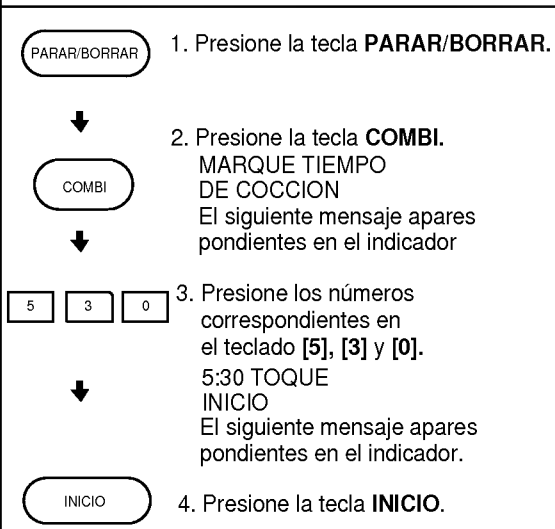 PARAR/BORRAR
1. Presione la tecla PARAR/BORRAR.
COMBI
2. Presione la tecla COMBI.
MARQUE TIEMPO
DE COCCION
El siguiente mensaje apares
pondientes en el indicador
5 3 0
3. Presione los números
correspondientes en
el teclado [5], [3] y [0].
5:30 TOQUE
INICIO
El siguiente mensaje apares
pondientes en el indicador.
INICIO
4. Presione la tecla INICIO.